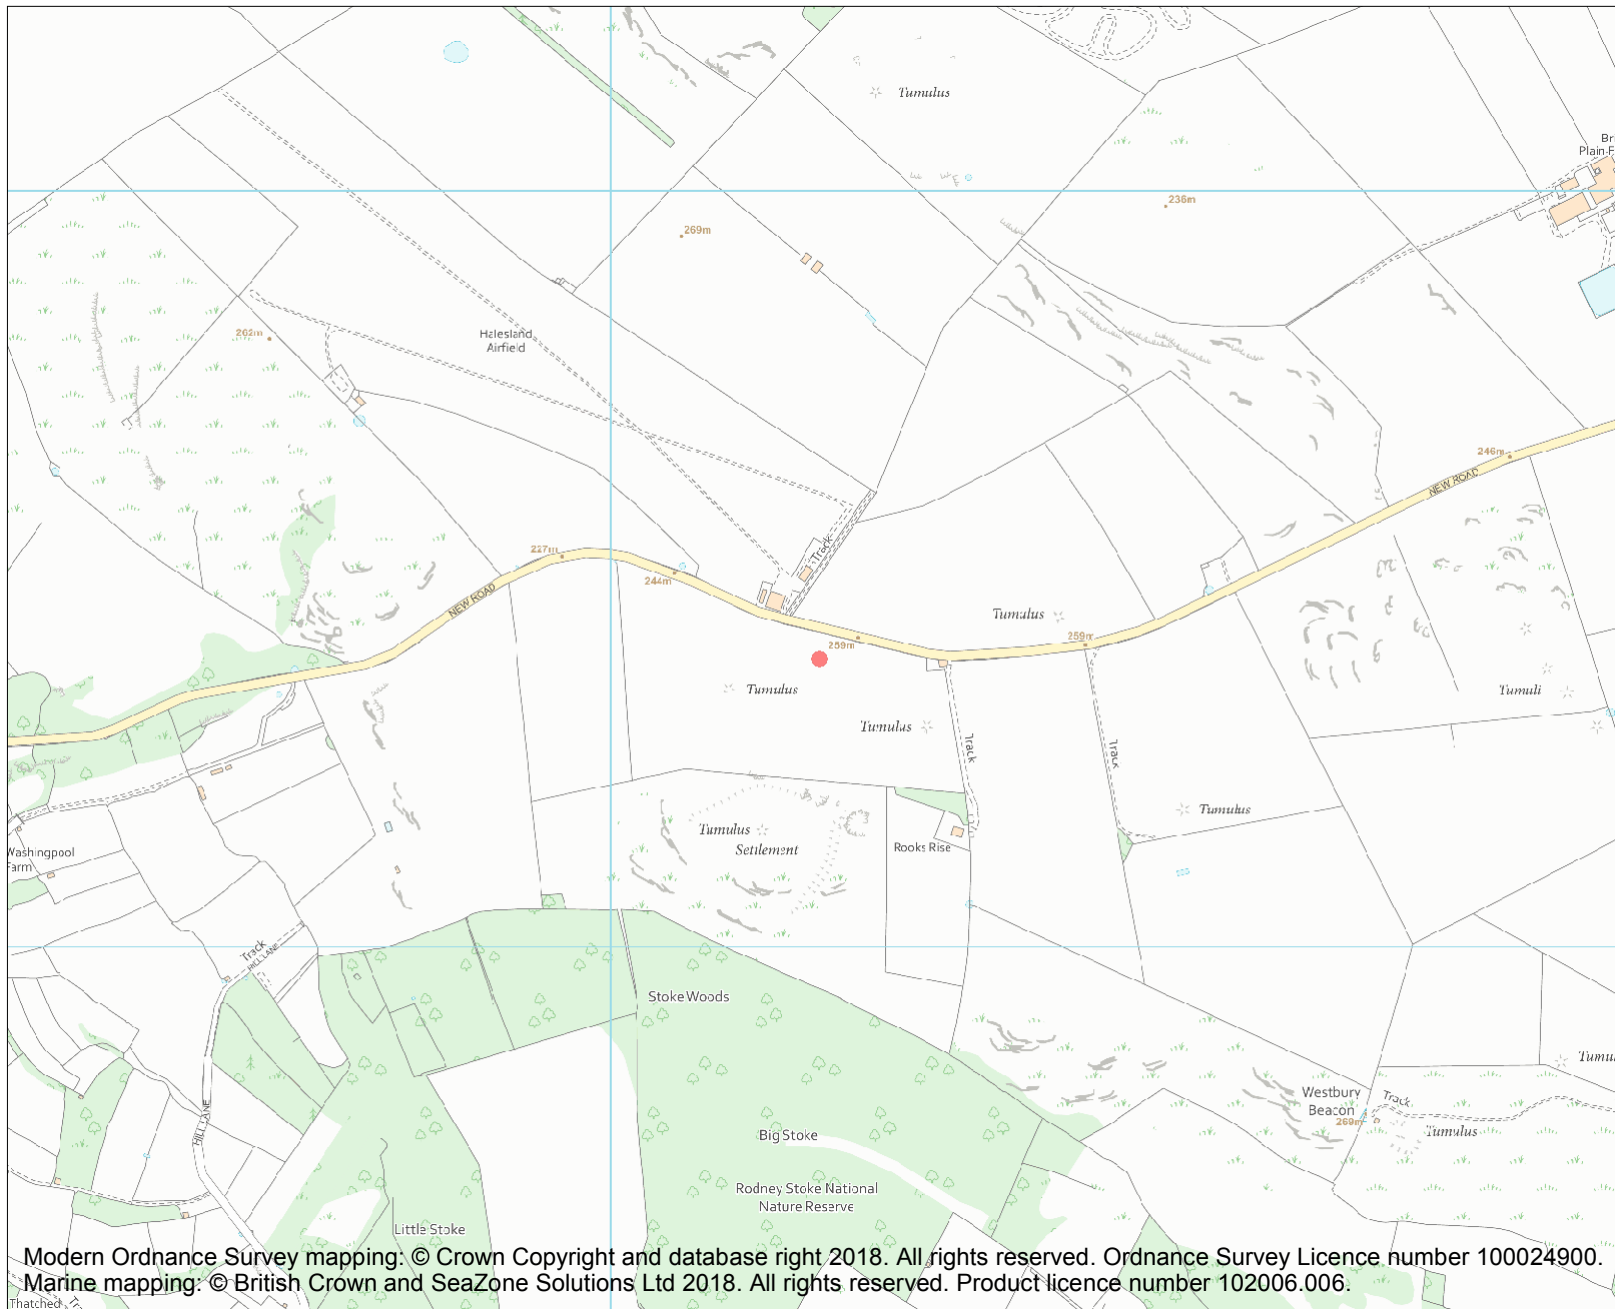 Tumulus
Br
Plain F
236m
269m
262m
Halesland
Airfield
246m
NEW ROAD
Track
227m
244m
NEW ROAD
Tumulus
259m
259m
Tumulus
Tumuli
Tumulus
Track
Track
Tumulus
Tumulus
Settlement
Rooks Rise
Washingpool
Farm
Track
HILL LANE
Stoke Woods
Tumu
Westbury
Beacon
Track
269m
Tumulus
HILL LANE
Big Stoke
Rodney Stoke National
Nature Reserve
Little Stoke
Modern Ordnance Survey mapping: © Crown Copyright and database right 2018. All rights reserved. Ordnance Survey Licence number 100024900.
Marine mapping: © British Crown and SeaZone Solutions Ltd 2018. All rights reserved. Product licence number 102006.006.
Thatched